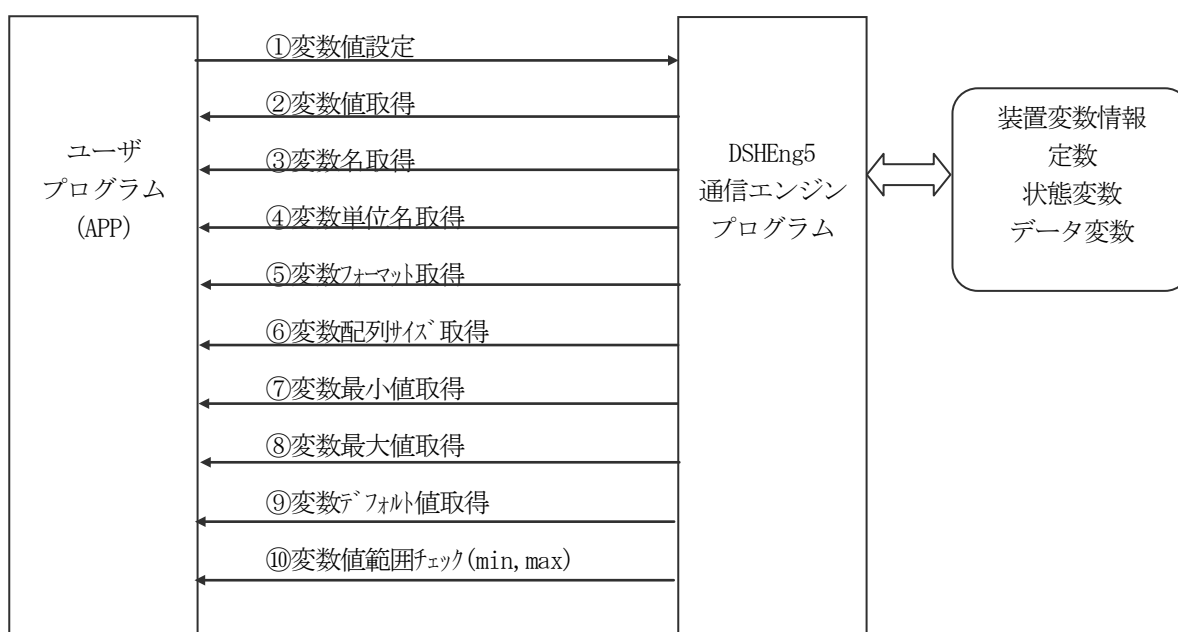 ①変数値設定
②変数値取得
③変数名取得
④変数単位名取得
⑤変数ﾌｫｰﾏｯﾄ取得
⑥変数配列ｻｲｽﾞ取得
⑦変数最小値取得
⑧変数最大値取得
⑨変数ﾃﾞﾌｫﾙﾄ値取得
⑩変数値範囲ﾁｪｯｸ(min,max)
ユーザ
プログラム
(APP)
DSHEng5
通信エンジン
プログラム
装置変数情報
定数
状態変数
データ変数